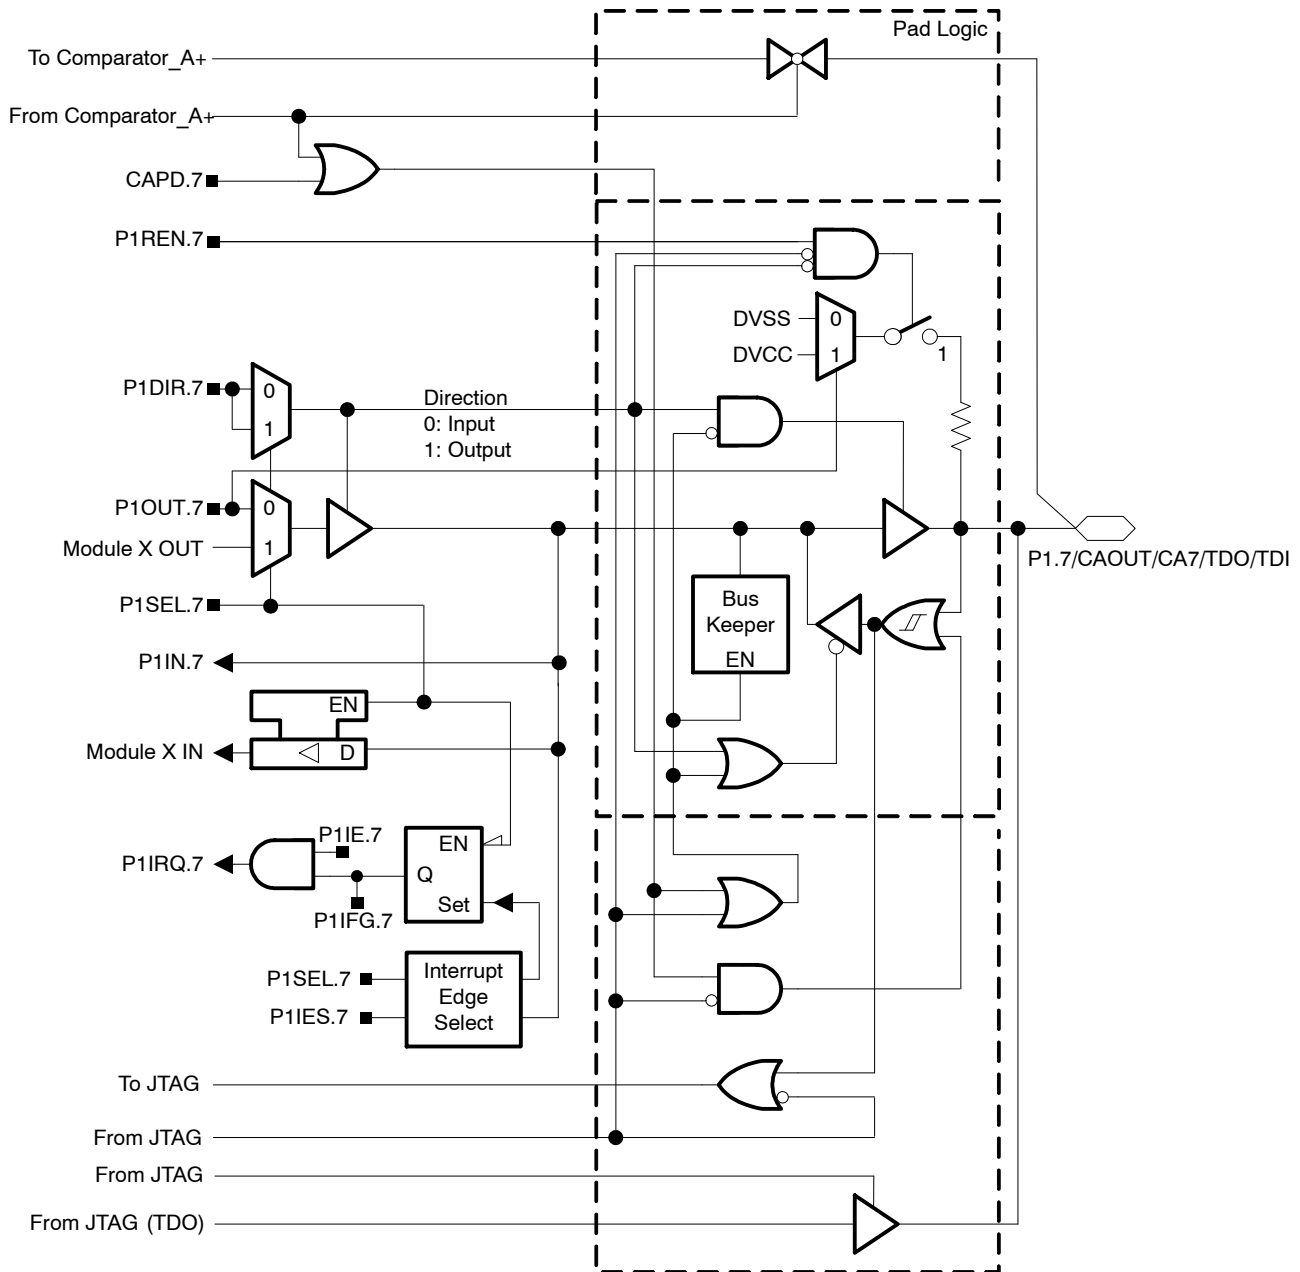 Pad Logic
To Comparator_A+
From Comparator_A+
CAPD.7
P1REN.7
DVSS
0
DVCC
1
1
P1DIR.7
0
1
Direction
0: Input
1: Output
P1OUT.7
0
Module X OUT
1
P1.7/CAOUT/CA7/TDO/TDI
P1SEL.7
Bus
Keeper
EN
P1IN.7
EN
Module X IN
D
P1IE.7
EN
P1IRQ.7
Q
Set
P1IFG.7
P1SEL.7
Interrupt
Edge
Select
P1IES.7
To JTAG
From JTAG
From JTAG
From JTAG (TDO)